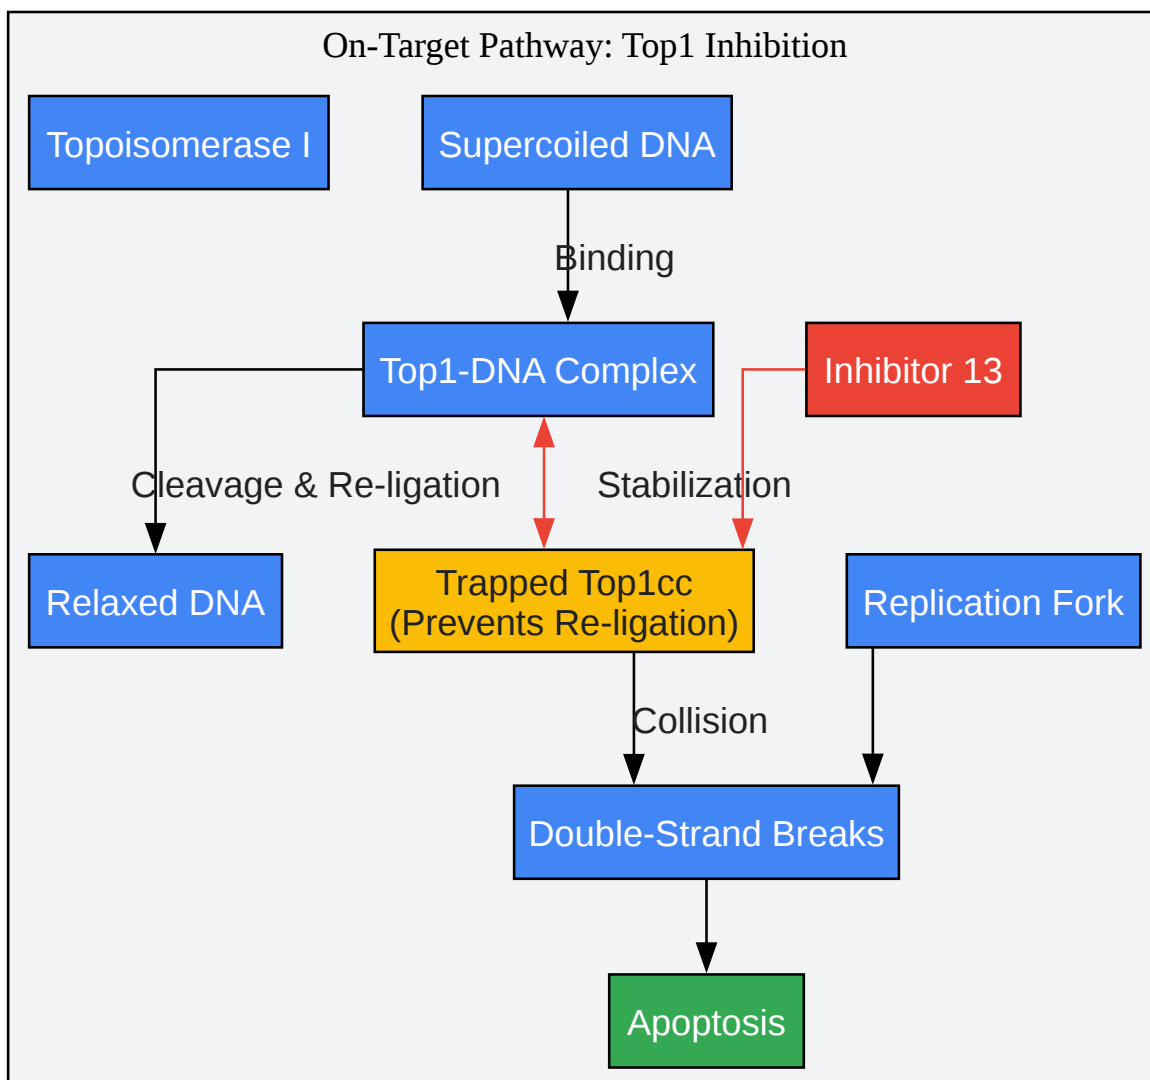 On-Target Pathway: Top1 Inhibition
Topoisomerase I
Supercoiled DNA
Binding
Top1-DNA Complex
Inhibitor 13
Cleavage & Re-ligation
Stabilization
Relaxed DNA
Trapped Top1cc
(Prevents Re-ligation)
Replication Fork
Collision
Double-Strand Breaks
Apoptosis